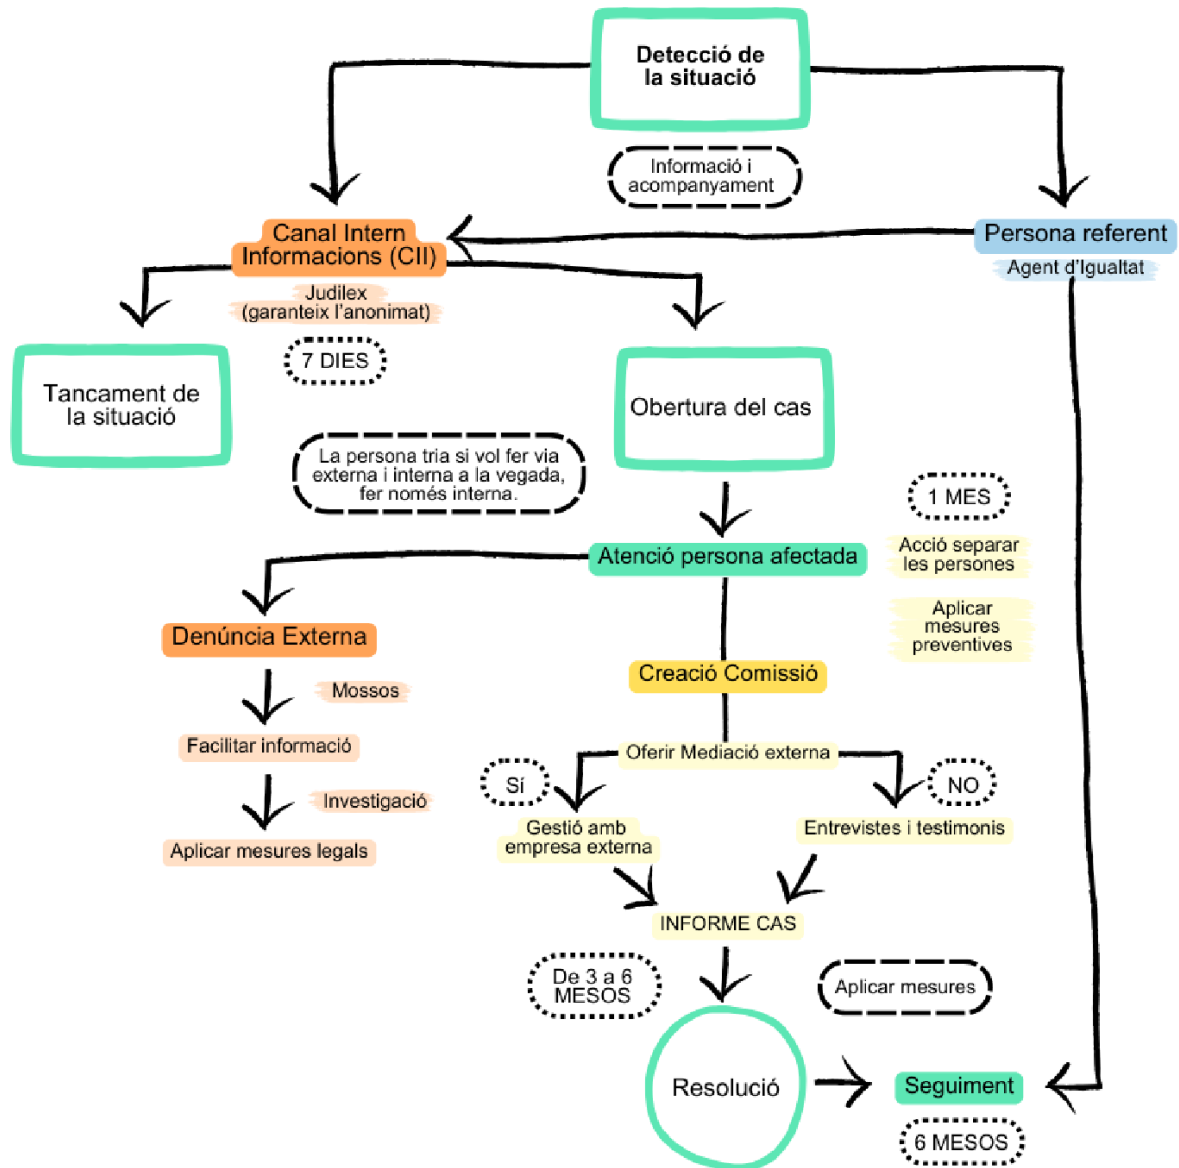 Detecció de
la situació
Informació i
acompanyament
Canal Intern
Informacions (CII)
Judilex
(garanteix l'anonimat)
7 DIES
Persona referent
Agent d'Igualtat
Tancament de
la situació
Obertura del cas
La persona tria si vol fer via
externa i interna a la vegada,
fer només interna.
1 MES
Acció separar
les persones
Aplicar
mesures
preventives
Atenció persona afectada
Denúncia Externa
Mossos
Facilitar informació
Investigació
Aplicar mesures legals
Creació Comissió
Oferir Mediació externa
Sí
NO
Gestió amb
empresa externa
Entrevistes i testimonis
INFORME CAS
De 3 a 6
MESOS
Aplicar mesures
Resolució
Seguiment
6 MESOS